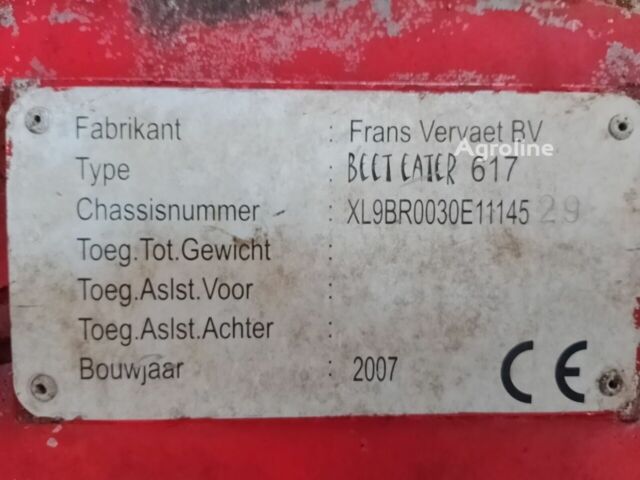 Fabrikant : Frans Vervaet BV
Agroline
Type : BEET EATER 617
Chassisnummer : XL9BR0030E1114529
Toeg.Tot.Gewicht :
Toeg.Aslst.Voor :
Toeg.Aslst.Achter :
Bouwjaar : 2007 CE